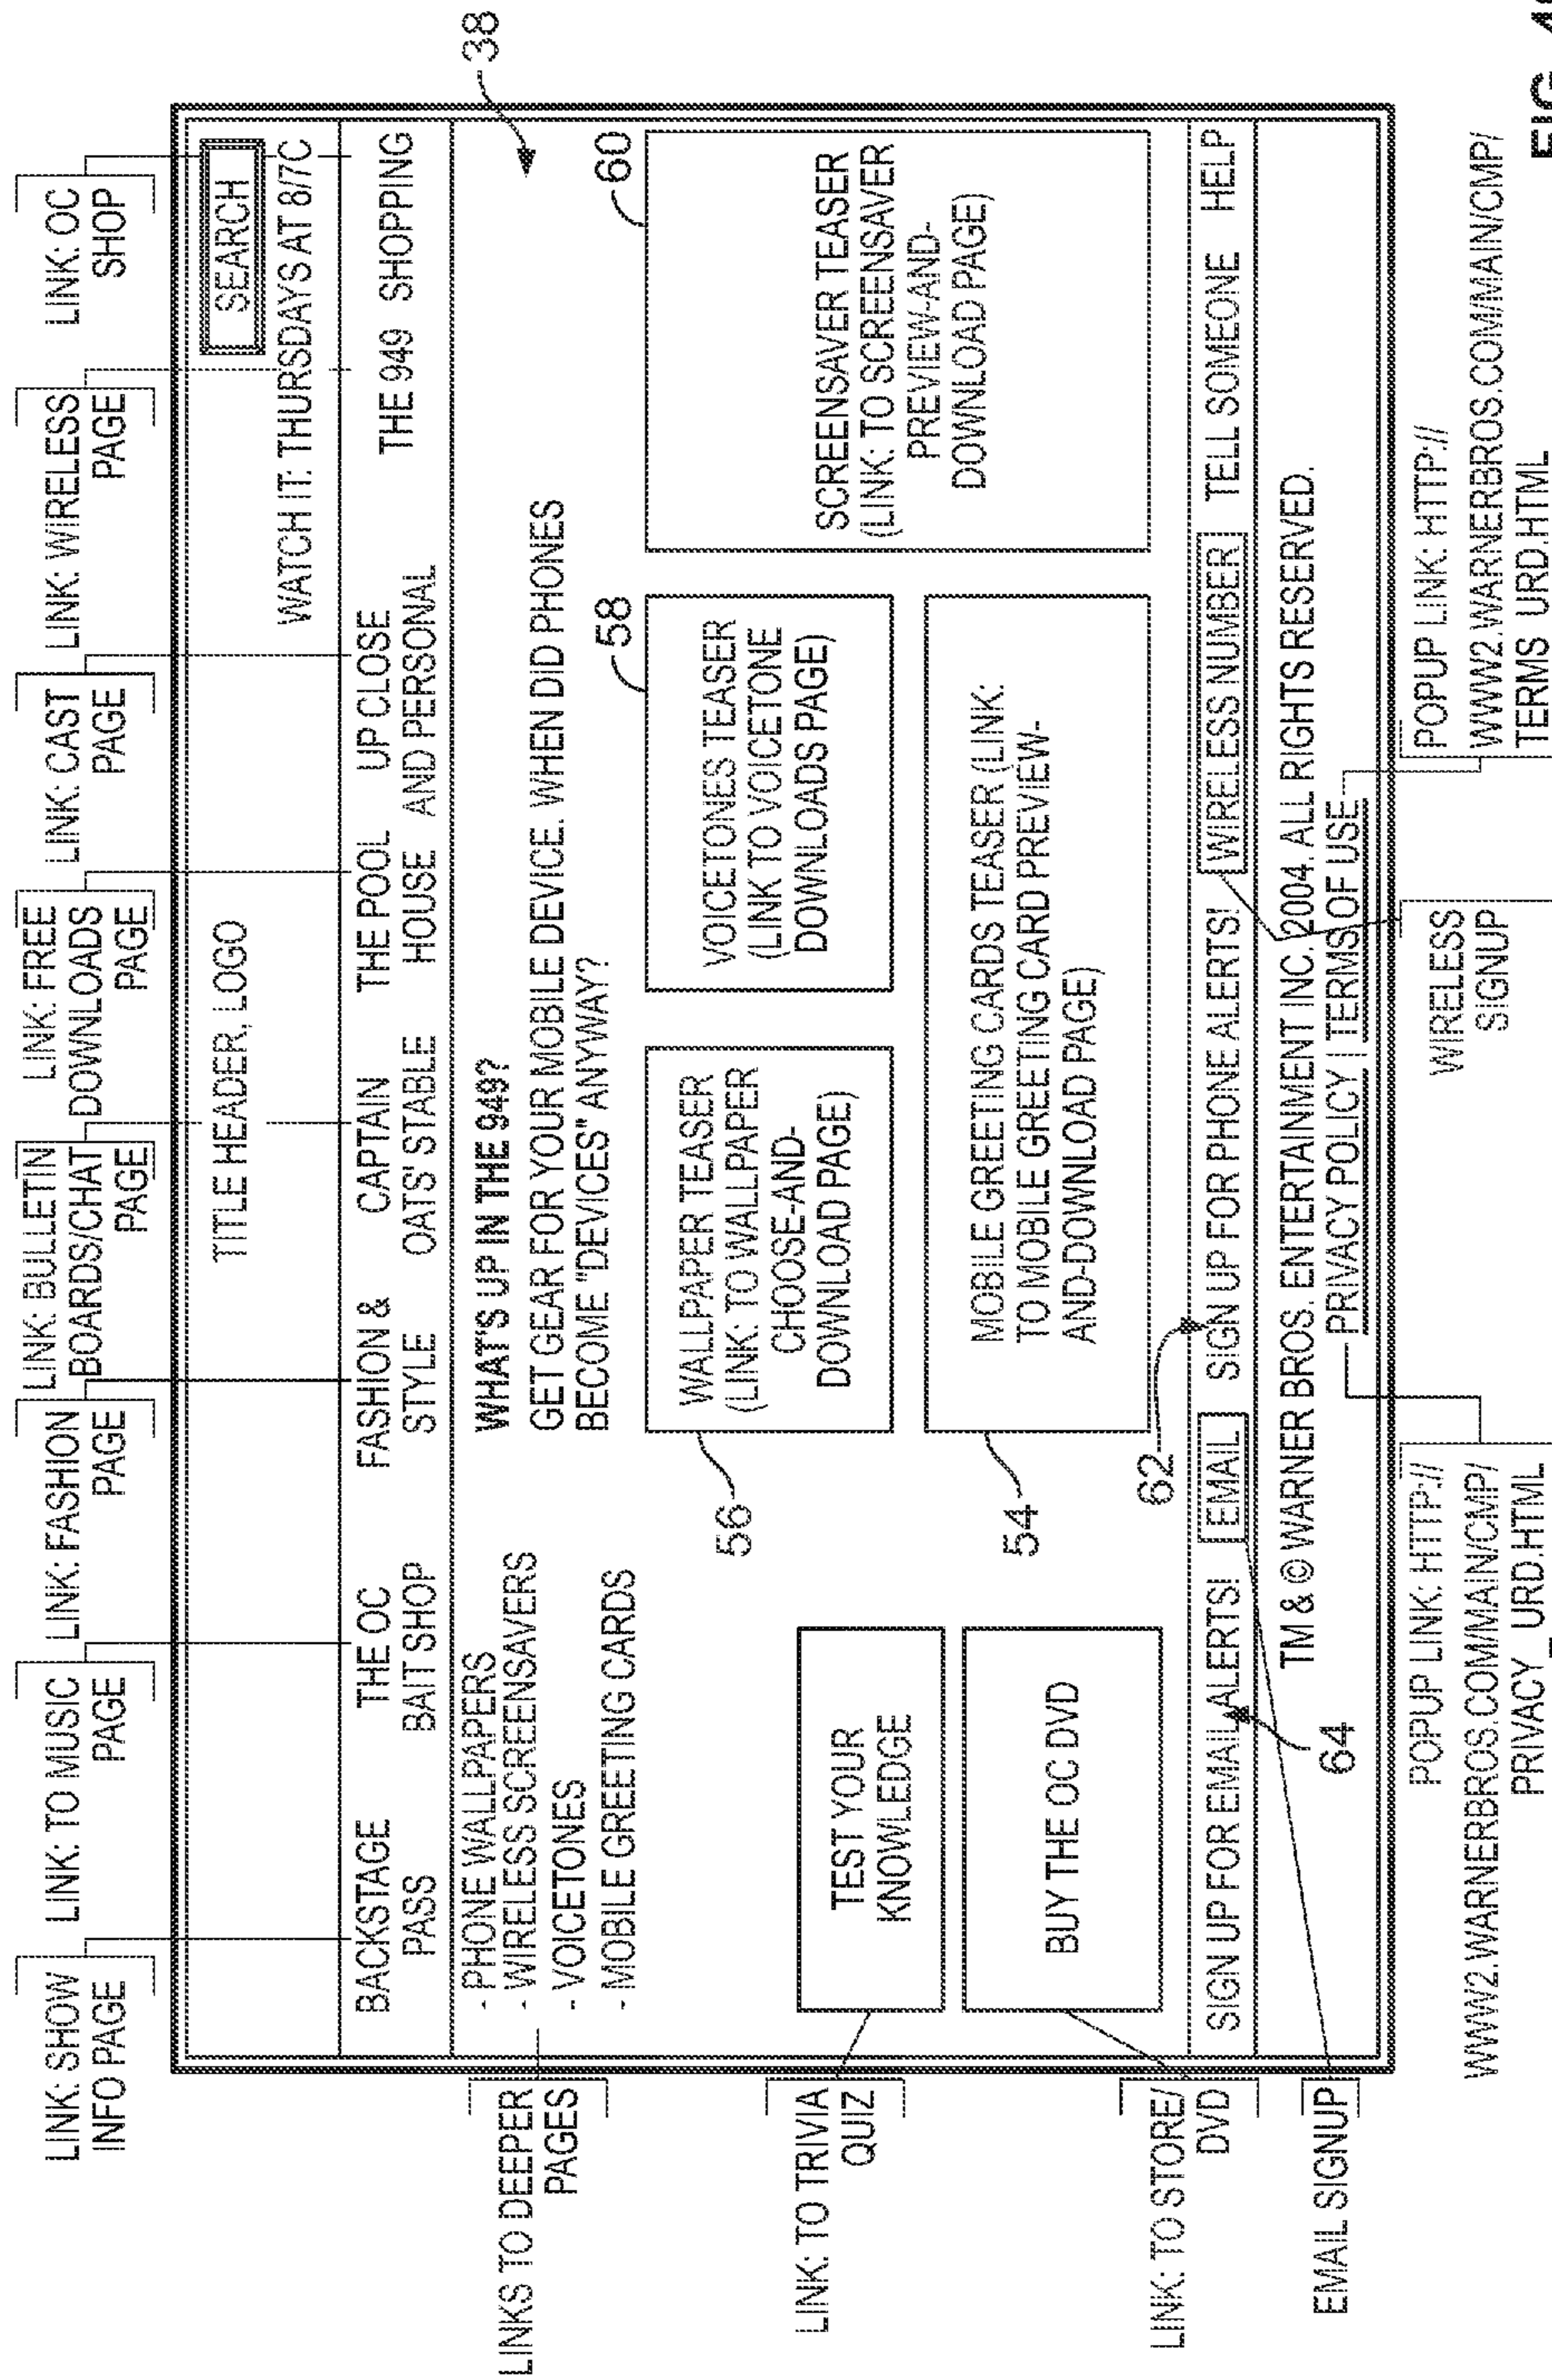 LINK: SHOW
INFO PAGE
LINK: TO MUSIC
PAGE
LINK: FASHION
PAGE
LINK: BULLETIN
BOARDS/CHAT
PAGE
LINK: FREE
DOWNLOADS
PAGE
LINK: CAST
PAGE
LINK: WIRELESS
PAGE
LINK: OC
SHOP
TITLE HEADER, LOGO
SEARCH
WATCH IT: THURSDAYS AT 8/7C
BACKSTAGE
PASS
THE OC
BAIT SHOP
FASHION &
STYLE
CAPTAIN
OATS' STABLE
THE POOL
HOUSE
UP CLOSE
AND PERSONAL
THE 949
SHOPPING
38
LINKS TO DEEPER
PAGES
- PHONE WALLPAPERS
- WIRELESS SCREENSAVERS
- VOICETONES
- MOBILE GREETING CARDS
WHAT'S UP IN THE 949?
GET GEAR FOR YOUR MOBILE DEVICE. WHEN DID PHONES
BECOME "DEVICES" ANYWAY?
56
WALLPAPER TEASER
(LINK: TO WALLPAPER
CHOOSE-AND-
DOWNLOAD PAGE)
58
VOICETONES TEASER
(LINK TO VOICETONE
DOWNLOADS PAGE)
60
SCREENSAVER TEASER
(LINK: TO SCREENSAVER
PREVIEW-AND-
DOWNLOAD PAGE)
LINK: TO TRIVIA
QUIZ
TEST YOUR
KNOWLEDGE
54
MOBILE GREETING CARDS TEASER (LINK:
TO MOBILE GREETING CARD PREVIEW-
AND-DOWNLOAD PAGE)
LINK: TO STORE/
DVD
BUY THE OC DVD
62
SIGN UP FOR EMAIL ALERTS! EMAIL SIGN UP FOR PHONE ALERTS! WIRELESS NUMBER TELL SOMEONE HELP
EMAIL SIGNUP
64
TM & © WARNER BROS. ENTERTAINMENT INC. 2004. ALL RIGHTS RESERVED.
PRIVACY POLICY | TERMS OF USE
POPUP LINK: HTTP://
WWW2.WARNERBROS.COM/MAIN/CMP/
PRIVACY_URD.HTML
WIRELESS
SIGNUP
POPUP LINK: HTTP://
WWW2.WARNERBROS.COM/MAIN/CMP/
TERMS URD.HTML